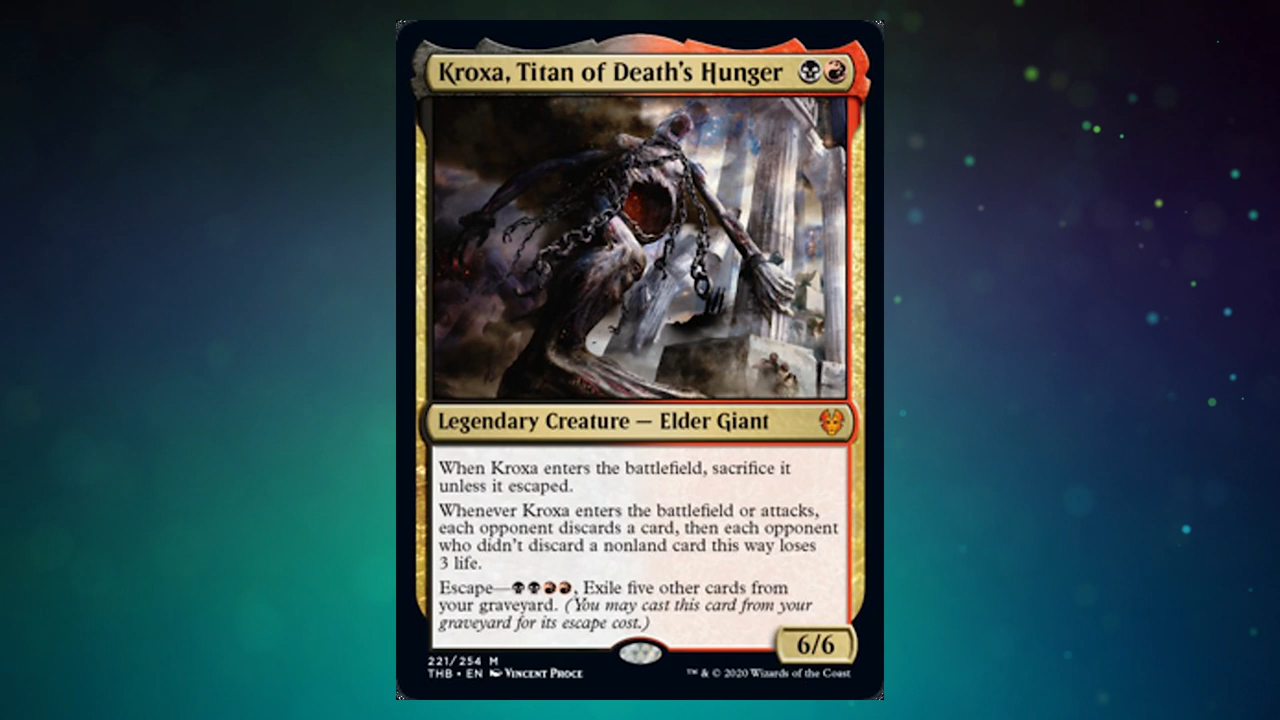 Kroxa, Titan of Death's Hunger
Legendary Creature — Elder Giant
When Kroxa enters the battlefield, sacrifice it
unless it escaped.
Whenever Kroxa enters the battlefield or attacks,
each opponent discards a card, then each opponent
who didn't discard a nonland card this way loses
3 life.
Escape—, Exile five other cards from
your graveyard. (You may cast this card from your
graveyard for its escape cost.)
6/6
221/254 M
THB • EN Vincent Proce
™ & © 2020 Wizards of the Coast